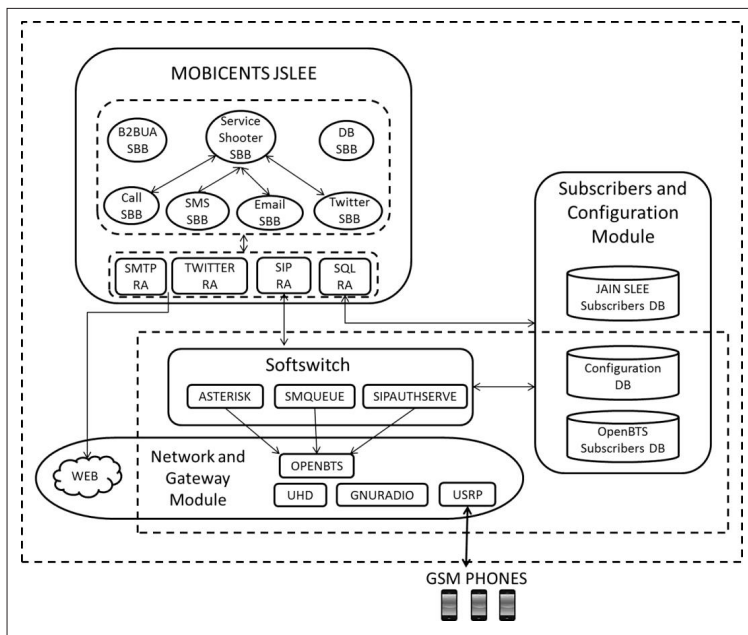 MOBICENTS JSLEE
B2BUA
SBB
Service
Shooter
SBB
DB
SBB
Call
SBB
SMS
SBB
Email
SBB
Twitter
SBB
SMTP
RA
TWITTER
RA
SIP
RA
SQL
RA
Subscribers and
Configuration
Module
JAIN SLEE
Subscribers DB
Configuration
DB
OpenBTS
Subscribers DB
Softswitch
ASTERISK
SMQUEUE
SIPAUTHSERVE
Network and
Gateway
Module
WEB
OPENBTS
UHD
GNURADIO
USRP
GSM PHONES